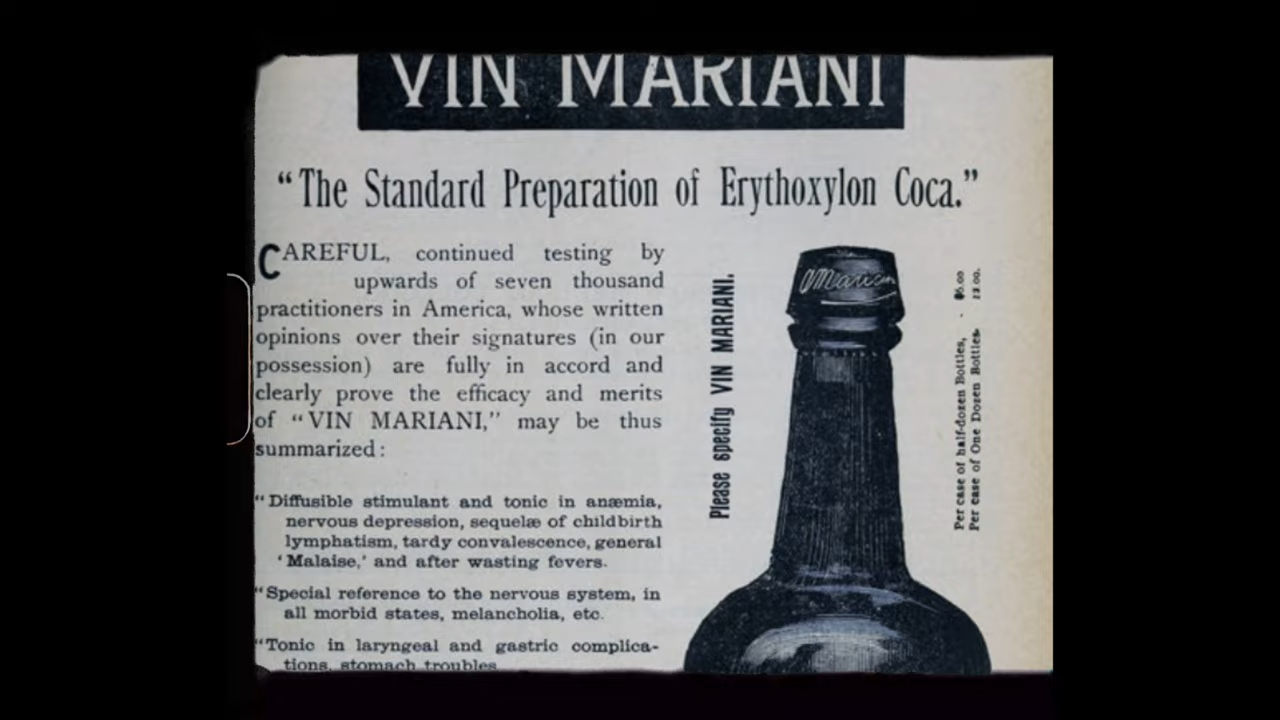 VIN MARIANI
“The Standard Preparation of Erythoxylon Coca.”
CAREFUL, continued testing by
upwards of seven thousand
practitioners in America, whose written
opinions over their signatures (in our
possession) are fully in accord and
clearly prove the efficacy and merits
of “VIN MARIANI,” may be thus
summarized:
“Diffusible stimulant and tonic in anæmia,
nervous depression, sequelæ of childbirth
lymphatism, tardy convalescence, general
‘Malaise,’ and after wasting fevers.
“Special reference to the nervous system, in
all morbid states, melancholia, etc.
“Tonic in laryngeal and gastric complica-
tions, stomach troubles
Please specify VIN MARIANI.
Mariani
Per case of half-dozen Bottles, - $6.00
Per case of One Dozen Bottles 12.00.